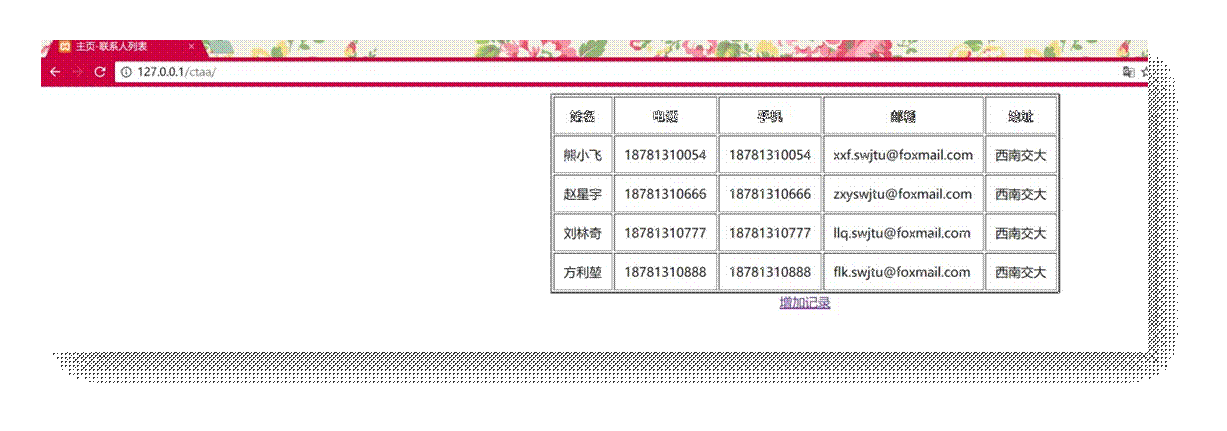 主页-联系人列表
127.0.0.1/ctaa/
姓名 电话 手机 邮箱 地址
熊小飞 18781310054 18781310054 xxf.swjtu@foxmail.com 西南交大
赵星宇 18781310666 18781310666 zxyswjtu@foxmail.com 西南交大
刘林奇 18781310777 18781310777 llq.swjtu@foxmail.com 西南交大
方利堃 18781310888 18781310888 flk.swjtu@foxmail.com 西南交大
增加记录